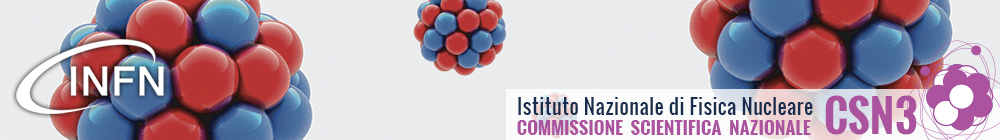 INFN
Istituto Nazionale di Fisica Nucleare
COMMISSIONE SCIENTIFICA NAZIONALE CSN3